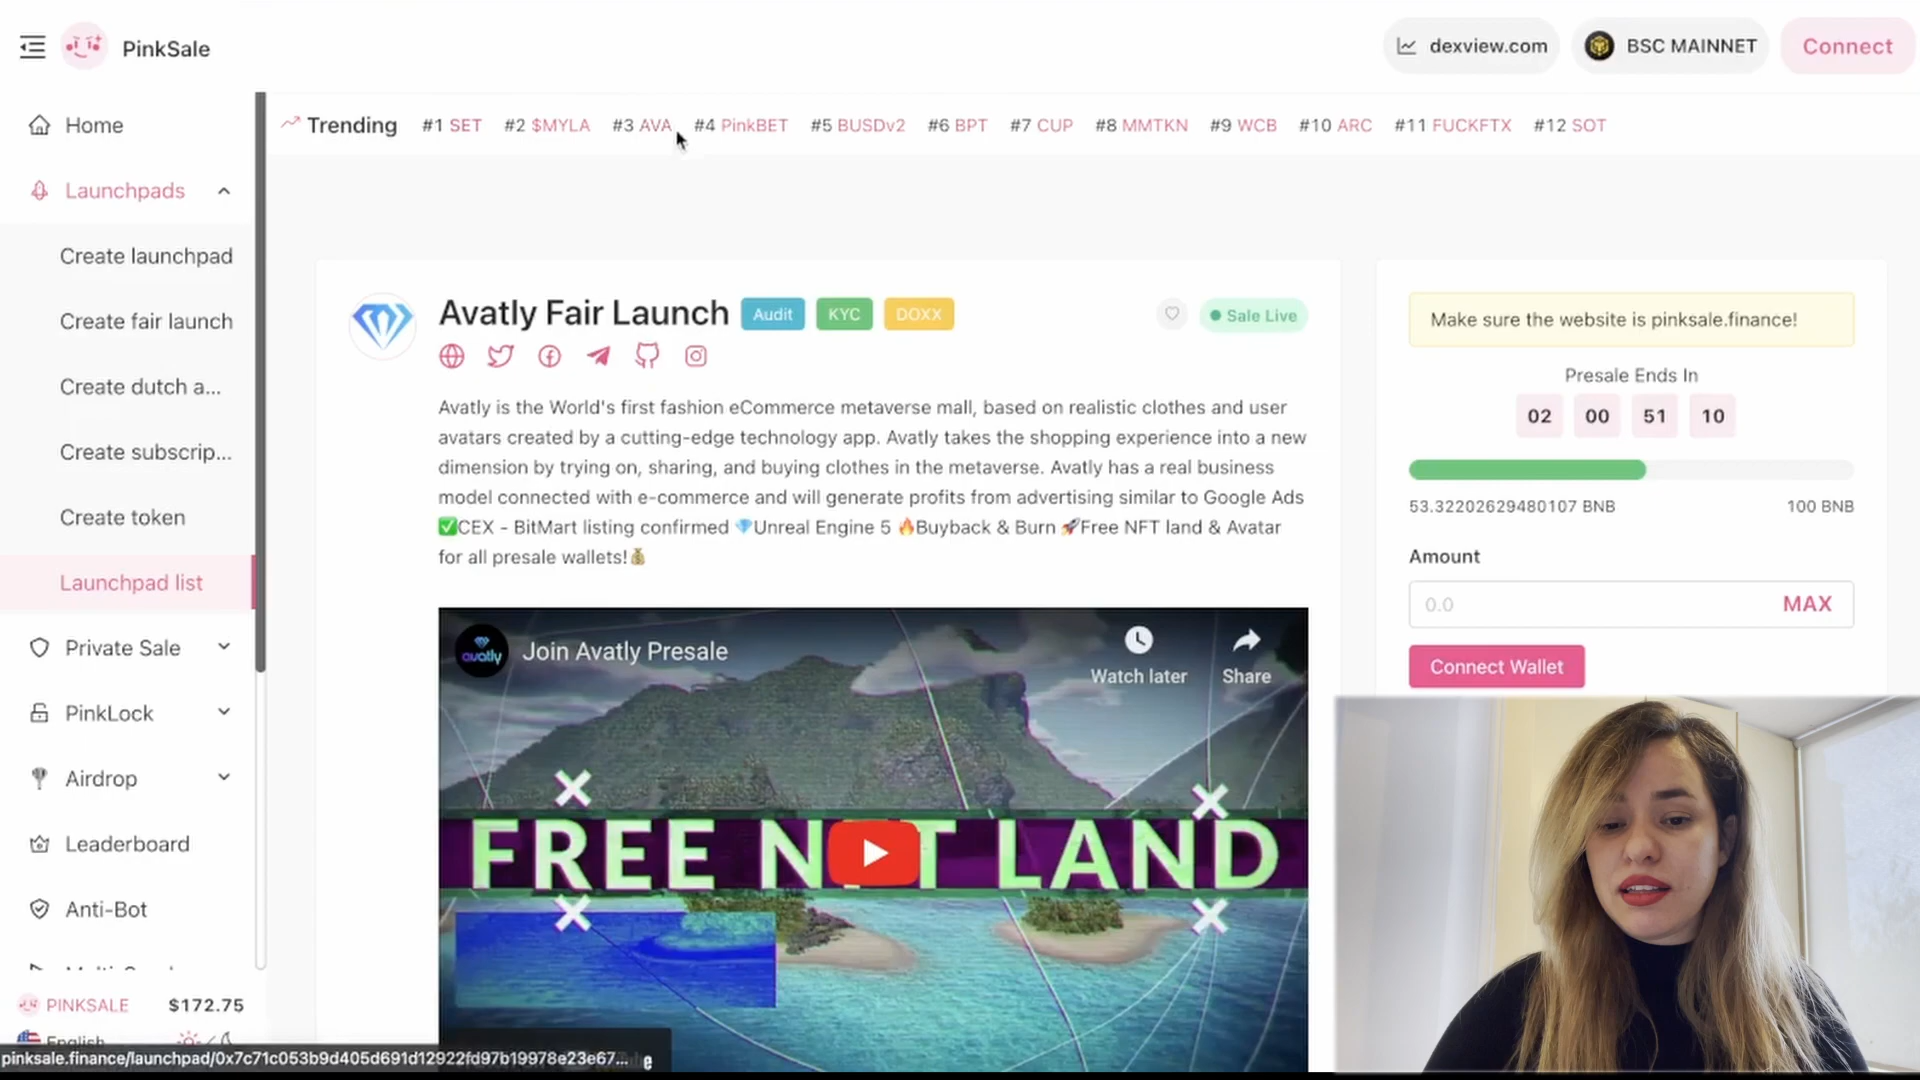 PinkSale
dexview.com
BSC MAINNET
Connect
Home
Launchpads
Create launchpad
Create fair launch
Create dutch a...
Create subscrip...
Create token
Launchpad list
Private Sale
PinkLock
Airdrop
Leaderboard
Anti-Bot
PINKSALE $172.75
English
pinksale.finance/launchpad/0x7c71c053b9d405d691d12922fd97b19978e23e67...
Trending #1 SET #2 $MYLA #3 AVA #4 PinkBET #5 BUSDv2 #6 BPT #7 CUP #8 MMTKN #9 WCB #10 ARC #11 FUCKFTX #12 SOT
Avatly Fair Launch Audit KYC DOXX
Sale Live
Avatly is the World's first fashion eCommerce metaverse mall, based on realistic clothes and user
avatars created by a cutting-edge technology app. Avatly takes the shopping experience into a new
dimension by trying on, sharing, and buying clothes in the metaverse. Avatly has a real business
model connected with e-commerce and will generate profits from advertising similar to Google Ads
✅CEX - BitMart listing confirmed 💎Unreal Engine 5 🔥Buyback & Burn 🚀Free NFT land & Avatar
for all presale wallets!💰
avatly
Join Avatly Presale
Watch later
Share
FREE N T LAND
Make sure the website is pinksale.finance!
Presale Ends In
02 00 51 10
53.32202629480107 BNB 100 BNB
Amount
0.0 MAX
Connect Wallet